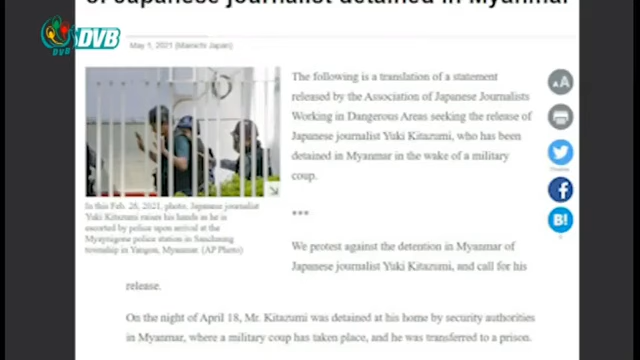 of Japanese journalist detained in Myanmar
DVB
DVB
May 1, 2021 (Mainichi Japan)
The following is a translation of a statement
released by the Association of Japanese Journalists
Working in Dangerous Areas seeking the release of
Japanese journalist Yuki Kitazumi, who has been
detained in Myanmar in the wake of a military
coup.
In this Feb. 26, 2021, photo, Japanese journalist
Yuki Kitazumi raises his hands as he is
escorted by police upon arrival at the
Myaynigone police station in Sanchaung
township in Yangon, Myanmar. (AP Photo)
***
We protest against the detention in Myanmar of
Japanese journalist Yuki Kitazumi, and call for his
release.
On the night of April 18, Mr. Kitazumi was detained at his home by security authorities
in Myanmar, where a military coup has taken place, and he was transferred to a prison.
AA
B!